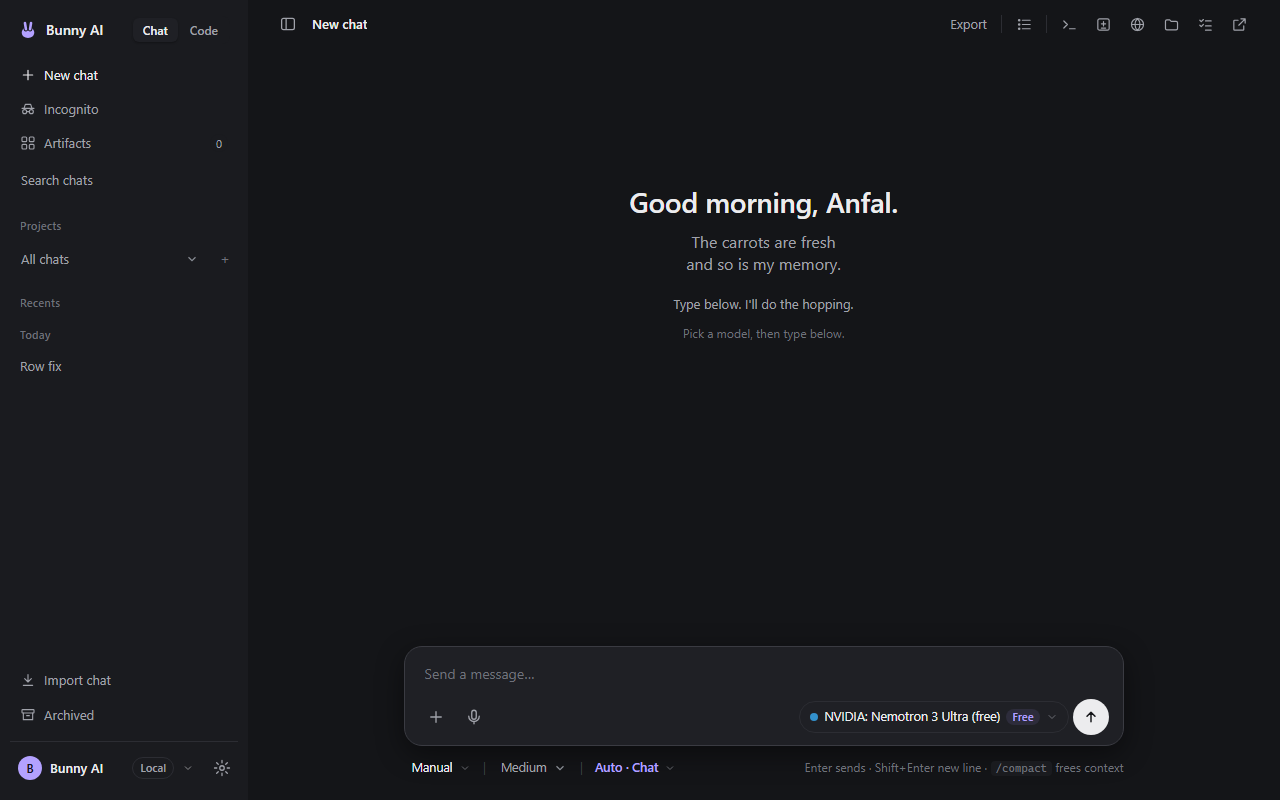 Bunny AI
Chat
Code
New chat
Incognito
Artifacts
0
Search chats
Projects
All chats
+
Recents
Today
Row fix
Import chat
Archived
B
Bunny AI
Local
New chat
Export
Good morning, Anfal.
The carrots are fresh
and so is my memory.
Type below. I'll do the hopping.
Pick a model, then type below.
Send a message...
NVIDIA: Nemotron 3 Ultra (free)
Free
Manual
Medium
Auto · Chat
Enter sends · Shift+Enter new line · /compact frees context